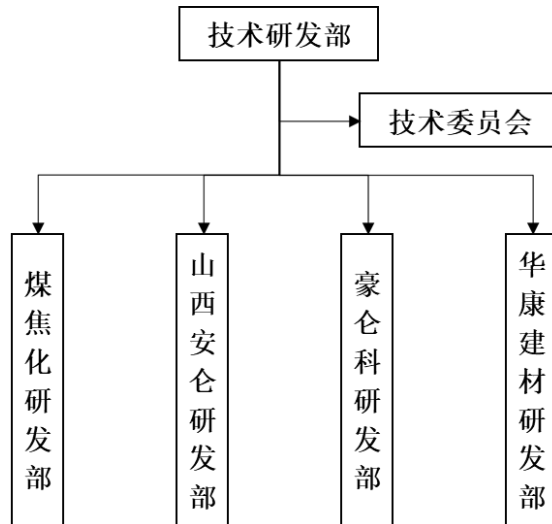 技术研发部
技术委员会
煤焦化研发部
山西安仑研发部
豪仑科研发部
华康建材研发部